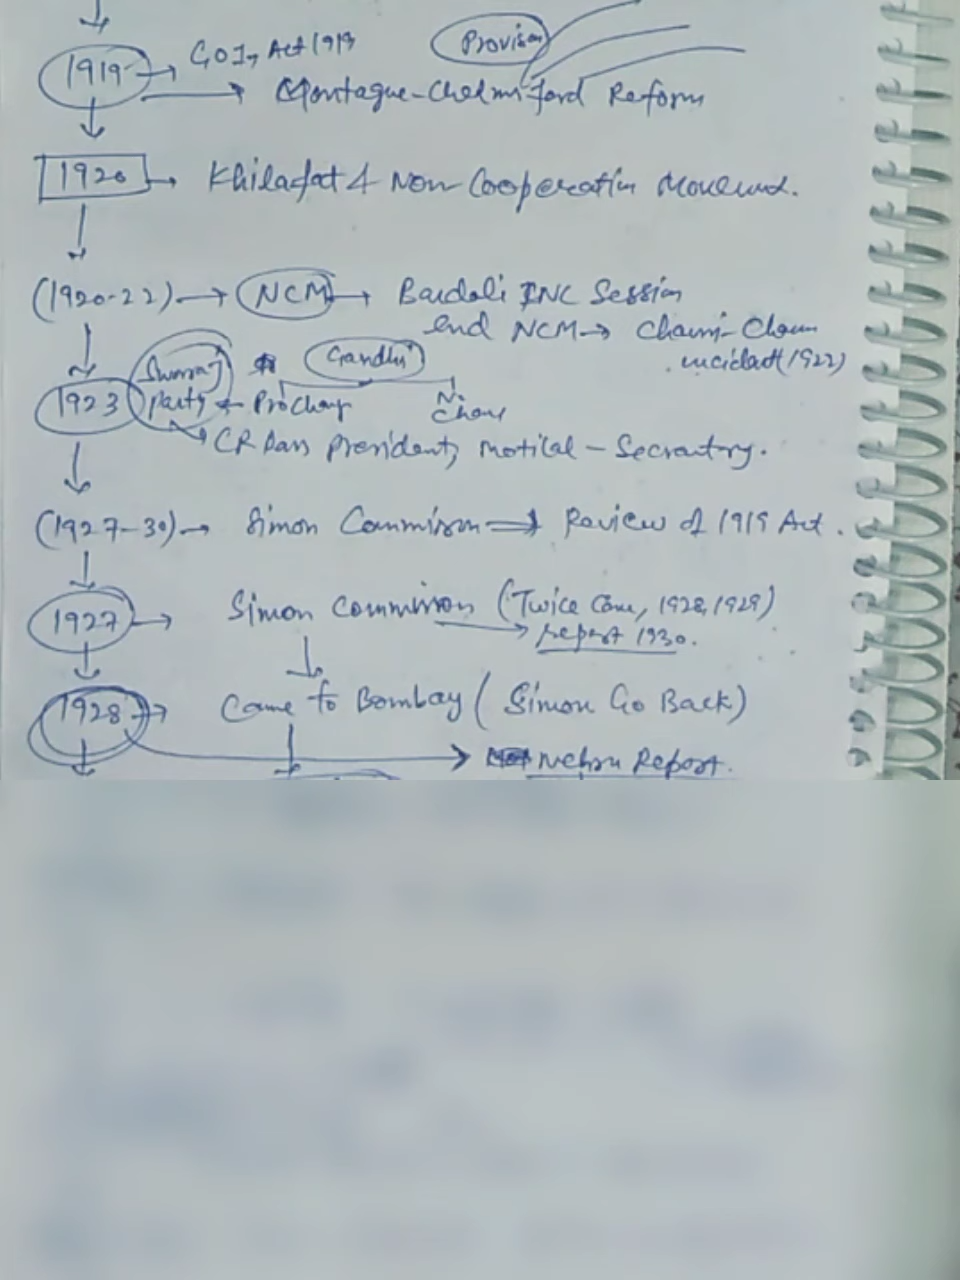 1919 → GOI, Act 1919
Provision
→ Montague-Chelmsford Reform
1920 → Khilafat & Non Cooperation Movement.
(1920-22) → NCM → Bardoli INC Session
end NCM → Chauri-Chaura
incident (1922)
Swaraj Gandhi
1923 Party ← Pro Chang No
Chang
CR Das President, Motilal - Secreatary.
(1927-30) → Simon Commission → Review of 1919 Act.
1927 → Simon Commission (Twice Came, 1928, 1929)
→ report 1930.
1928 → Came to Bombay (Simon Go Back)
→ Nehru Report.